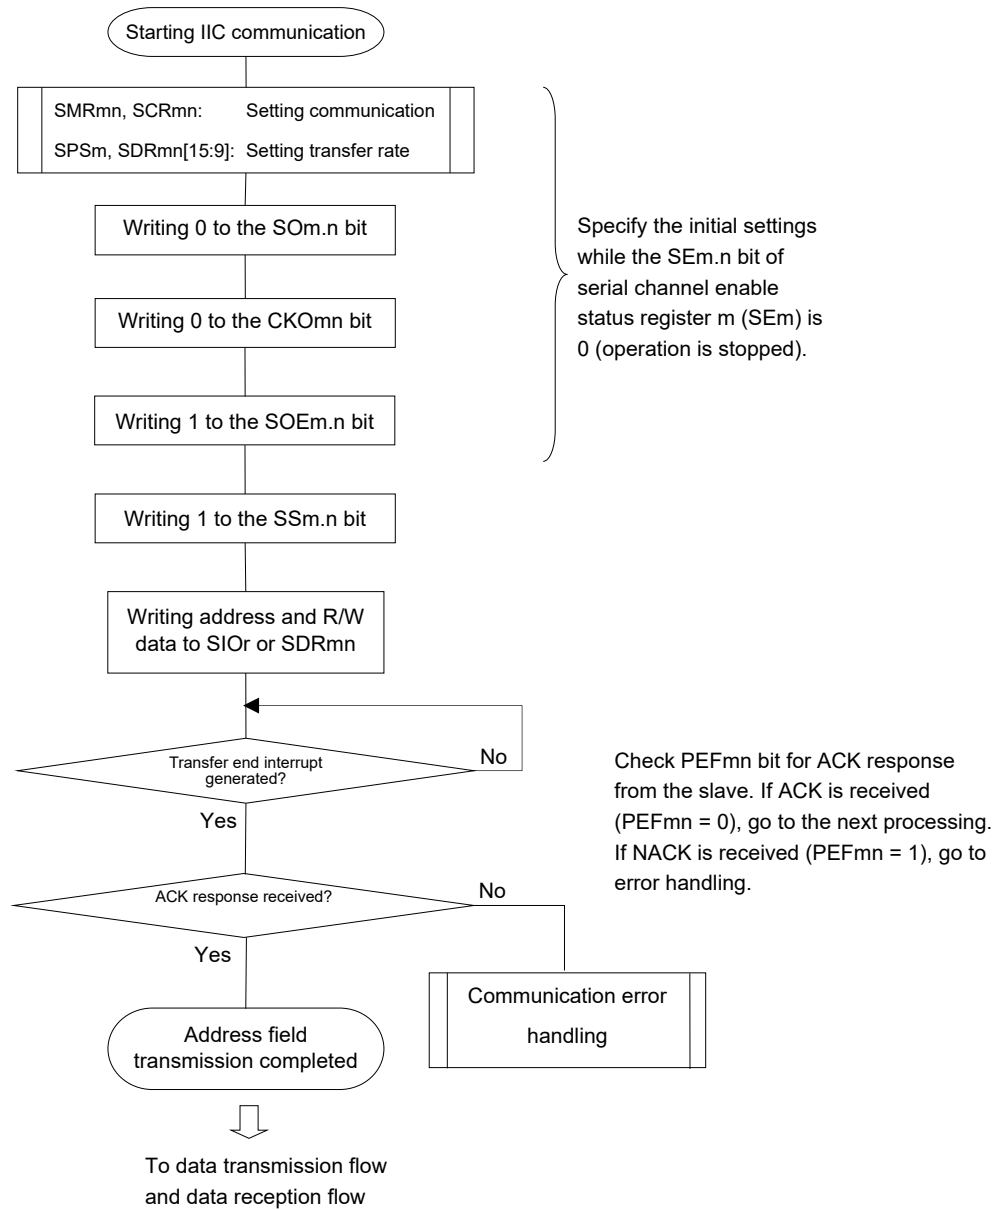 Starting IIC communication
SMRmn, SCRmn: Setting communication
SPSm, SDRmn[15:9]: Setting transfer rate
Writing 0 to the SOm.n bit
Writing 0 to the CKOmn bit
Writing 1 to the SOEm.n bit
Specify the initial settings
while the SEm.n bit of
serial channel enable
status register m (SEm) is
0 (operation is stopped).
Writing 1 to the SSm.n bit
Writing address and R/W
data to SIOr or SDRmn
Transfer end interrupt
generated?
No
Yes
Check PEFmn bit for ACK response
from the slave. If ACK is received
(PEFmn = 0), go to the next processing.
If NACK is received (PEFmn = 1), go to
error handling.
ACK response received?
No
Yes
Communication error
handling
Address field
transmission completed
To data transmission flow
and data reception flow